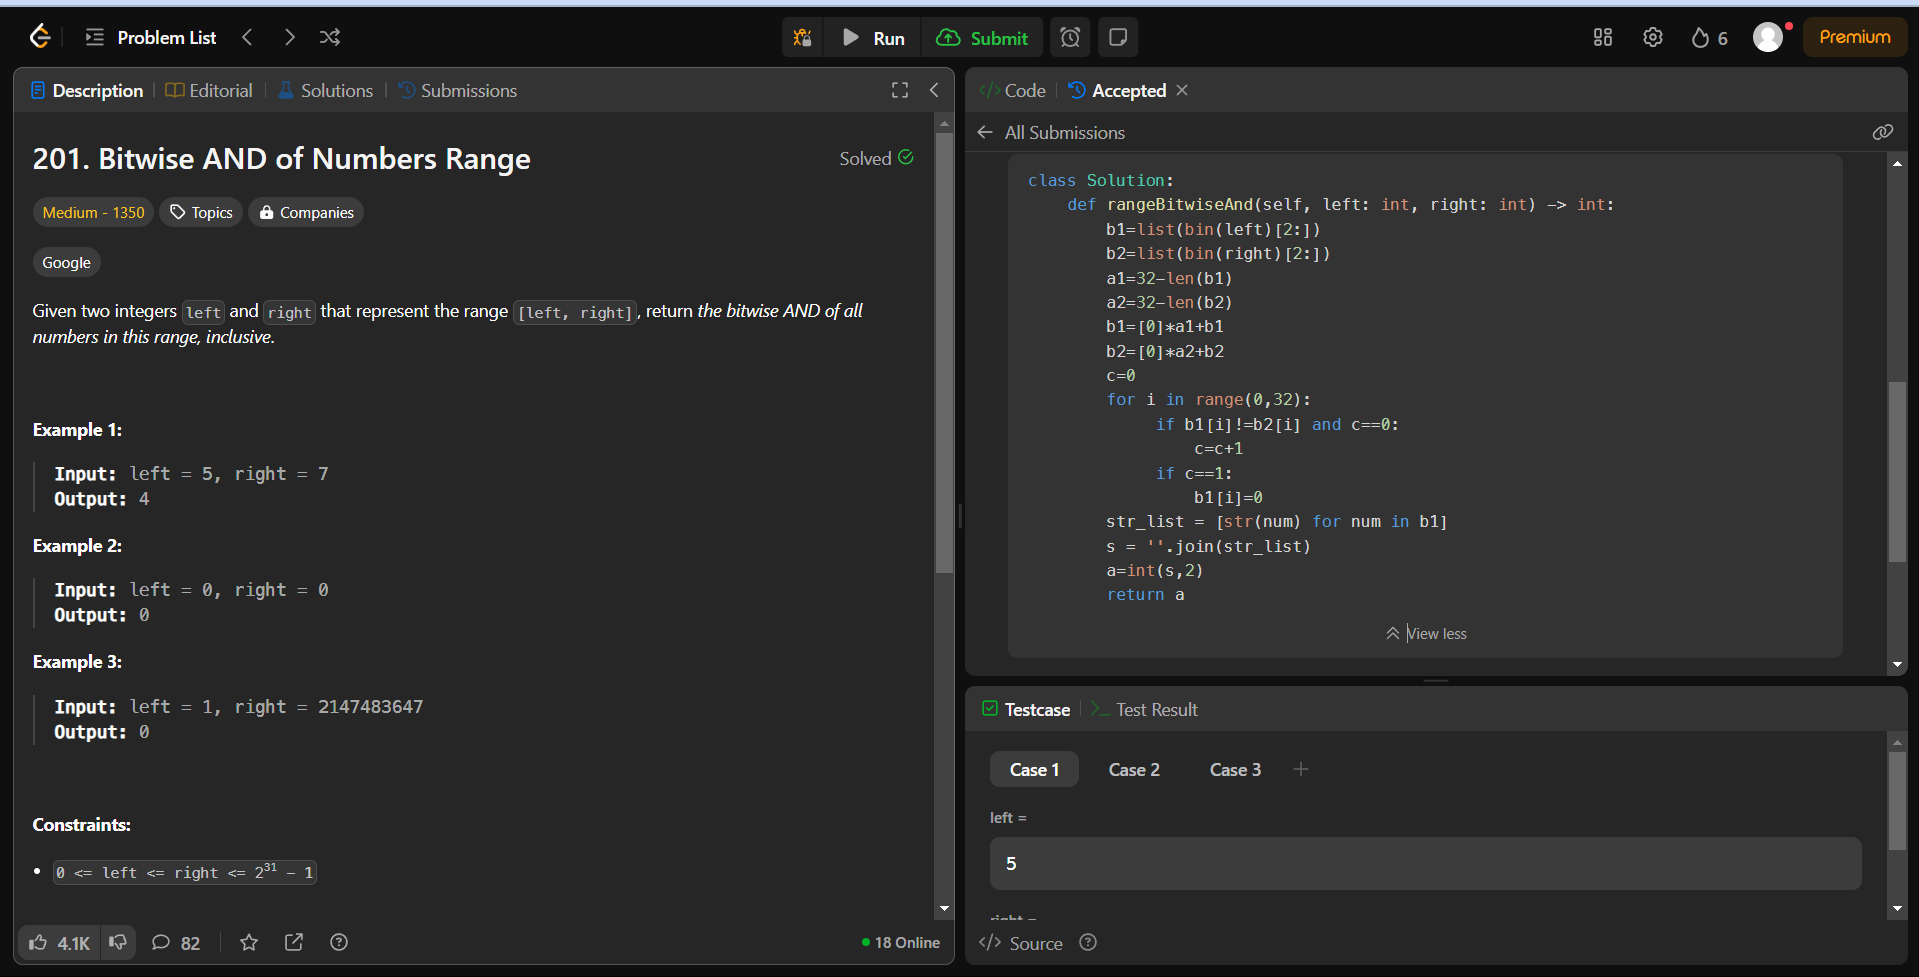 Problem List
Run
Submit
6
Premium
Description
Editorial
Solutions
Submissions
201. Bitwise AND of Numbers Range
Solved
Medium - 1350
Topics
Companies
Google
Given two integers left and right that represent the range [left, right], return the bitwise AND of all
numbers in this range, inclusive.
Example 1:
Input: left = 5, right = 7
Output: 4
Example 2:
Input: left = 0, right = 0
Output: 0
Example 3:
Input: left = 1, right = 2147483647
Output: 0
Constraints:
• 0 <= left <= right <= 2³¹ - 1
4.1K
82
18 Online
</> Code
Accepted
All Submissions
class Solution:
    def rangeBitwiseAnd(self, left: int, right: int) -> int:
        b1=list(bin(left)[2:])
        b2=list(bin(right)[2:])
        a1=32-len(b1)
        a2=32-len(b2)
        b1=[0]*a1+b1
        b2=[0]*a2+b2
        c=0
        for i in range(0,32):
             if b1[i]!=b2[i] and c==0:
                 c=c+1
             if c==1:
                 b1[i]=0
        str_list = [str(num) for num in b1]
        s = ''.join(str_list)
        a=int(s,2)
        return a
View less
Testcase
Test Result
Case 1
Case 2
Case 3
+
left =
5
right =
</> Source